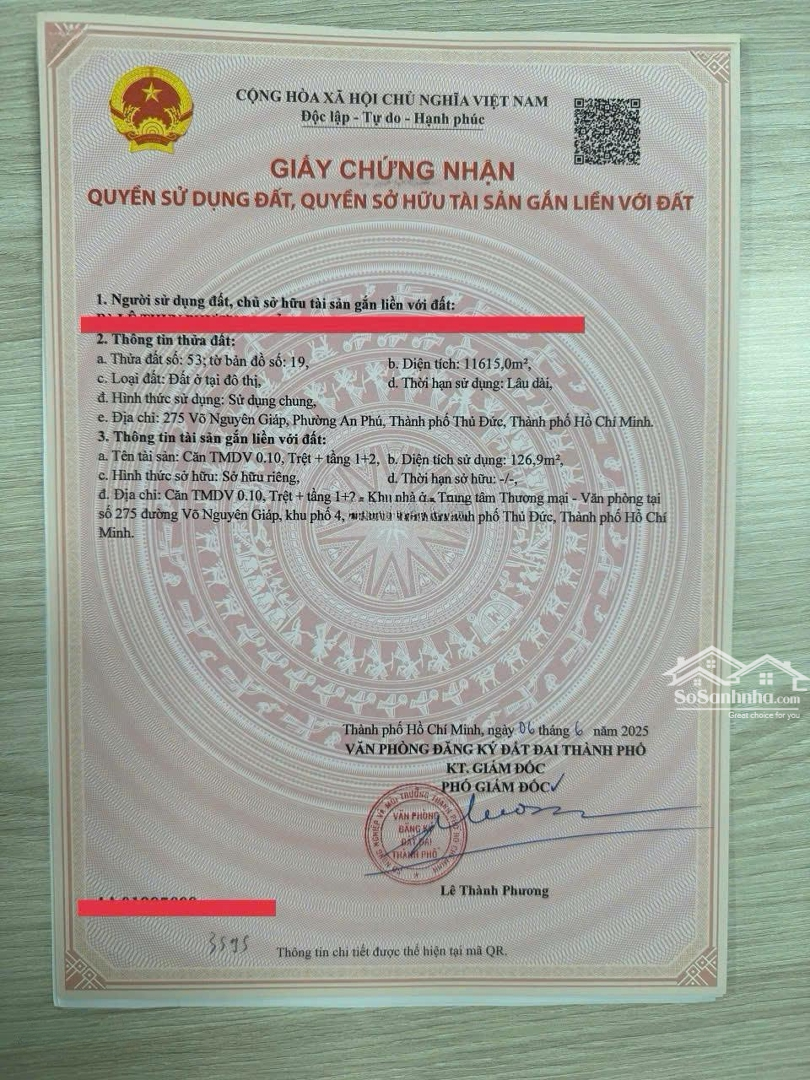 CỘNG HÒA XÃ HỘI CHỦ NGHĨA VIỆT NAM
Độc lập - Tự do - Hạnh phúc
GIẤY CHỨNG NHẬN
QUYỀN SỬ DỤNG ĐẤT, QUYỀN SỞ HỮU TÀI SẢN GẮN LIỀN VỚI ĐẤT
1. Người sử dụng đất, chủ sở hữu tài sản gắn liền với đất:
2. Thông tin thửa đất:
a. Thửa đất số: 53; tờ bản đồ số: 19, b. Diện tích: 11615,0m²,
c. Loại đất: Đất ở tại đô thị, d. Thời hạn sử dụng: Lâu dài,
đ. Hình thức sử dụng: Sử dụng chung,
e. Địa chỉ: 275 Võ Nguyên Giáp, Phường An Phú, Thành phố Thủ Đức, Thành phố Hồ Chí Minh.
3. Thông tin tài sản gắn liền với đất:
a. Tên tài sản: Căn TMDV 0.10, Trệt + tầng 1+2, b. Diện tích sử dụng: 126,9m²,
c. Hình thức sở hữu: Sở hữu riêng, d. Thời hạn sở hữu: -/-,
đ. Địa chỉ: Căn TMDV 0.10, Trệt + tầng 1+2 - Khu nhà ở - Trung tâm Thương mại - Văn phòng tại
số 275 đường Võ Nguyên Giáp, khu phố 4, phố Thủ Đức, Thành phố Hồ Chí
Minh.
SoSanhnha.com
Great choice for you
Thành phố Hồ Chí Minh, ngày 06 tháng 6 năm 2025
VĂN PHÒNG ĐĂNG KÝ ĐẤT ĐAI THÀNH PHỐ
KT. GIÁM ĐỐC
PHÓ GIÁM ĐỐC
VĂN PHÒNG
ĐĂNG KÝ
ĐẤT ĐAI
THÀNH PHỐ
Lê Thành Phương
Thông tin chi tiết được thể hiện tại mã QR.